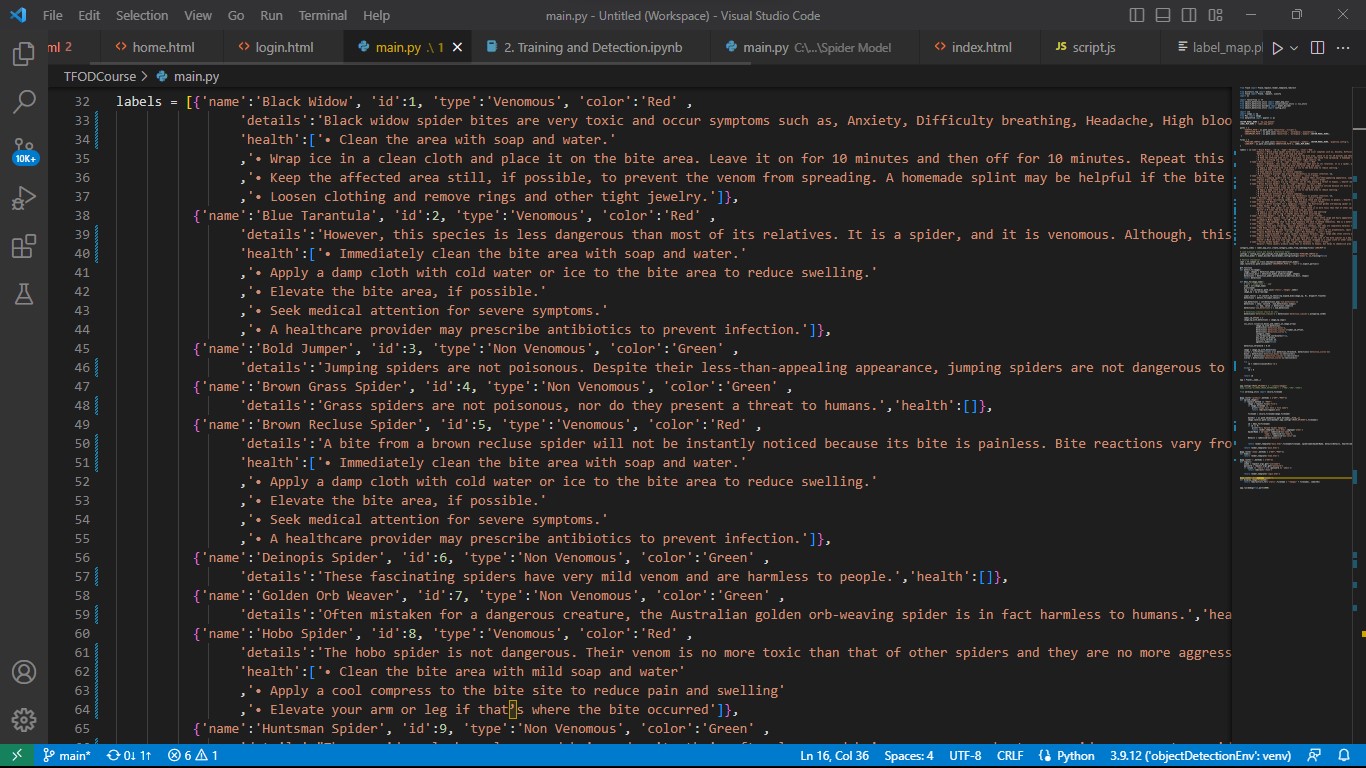 File Edit Selection View Go Run Terminal Help main.py - Untitled (Workspace) - Visual Studio Code
ml 2 home.html login.html main.py .\ 1 2. Training and Detection.ipynb main.py C:\...\Spider Model index.html JS script.js label_map.p
TFODCourse > main.py
32 labels = [{'name':'Black Widow', 'id':1, 'type':'Venomous', 'color':'Red' ,
33 'details':'Black widow spider bites are very toxic and occur symptoms such as, Anxiety, Difficulty breathing, Headache, High bloo
34 'health':['• Clean the area with soap and water.'
35 ,'• Wrap ice in a clean cloth and place it on the bite area. Leave it on for 10 minutes and then off for 10 minutes. Repeat this
36 ,'• Keep the affected area still, if possible, to prevent the venom from spreading. A homemade splint may be helpful if the bite
37 ,'• Loosen clothing and remove rings and other tight jewelry.']},
38 {'name':'Blue Tarantula', 'id':2, 'type':'Venomous', 'color':'Red' ,
39 'details':'However, this species is less dangerous than most of its relatives. It is a spider, and it is venomous. Although, this
40 'health':['• Immediately clean the bite area with soap and water.'
41 ,'• Apply a damp cloth with cold water or ice to the bite area to reduce swelling.'
42 ,'• Elevate the bite area, if possible.'
43 ,'• Seek medical attention for severe symptoms.'
44 ,'• A healthcare provider may prescribe antibiotics to prevent infection.']},
45 {'name':'Bold Jumper', 'id':3, 'type':'Non Venomous', 'color':'Green' ,
46 'details':'Jumping spiders are not poisonous. Despite their less-than-appealing appearance, jumping spiders are not dangerous to
47 {'name':'Brown Grass Spider', 'id':4, 'type':'Non Venomous', 'color':'Green' ,
48 'details':'Grass spiders are not poisonous, nor do they present a threat to humans.','health':[]},
49 {'name':'Brown Recluse Spider', 'id':5, 'type':'Venomous', 'color':'Red' ,
50 'details':'A bite from a brown recluse spider will not be instantly noticed because its bite is painless. Bite reactions vary fro
51 'health':['• Immediately clean the bite area with soap and water.'
52 ,'• Apply a damp cloth with cold water or ice to the bite area to reduce swelling.'
53 ,'• Elevate the bite area, if possible.'
54 ,'• Seek medical attention for severe symptoms.'
55 ,'• A healthcare provider may prescribe antibiotics to prevent infection.']},
56 {'name':'Deinopis Spider', 'id':6, 'type':'Non Venomous', 'color':'Green' ,
57 'details':'These fascinating spiders have very mild venom and are harmless to people.','health':[]},
58 {'name':'Golden Orb Weaver', 'id':7, 'type':'Non Venomous', 'color':'Green' ,
59 'details':'Often mistaken for a dangerous creature, the Australian golden orb-weaving spider is in fact harmless to humans.','hea
60 {'name':'Hobo Spider', 'id':8, 'type':'Venomous', 'color':'Red' ,
61 'details':'The hobo spider is not dangerous. Their venom is no more toxic than that of other spiders and they are no more aggress
62 'health':['• Clean the bite area with mild soap and water'
63 ,'• Apply a cool compress to the bite site to reduce pain and swelling'
64 ,'• Elevate your arm or leg if that’s where the bite occurred']},
65 {'name':'Huntsman Spider', 'id':9, 'type':'Non Venomous', 'color':'Green' ,
10K+
main* 0↓ 1↑ 6 1 Ln 16, Col 36 Spaces: 4 UTF-8 CRLF Python 3.9.12 ('objectDetectionEnv': venv)